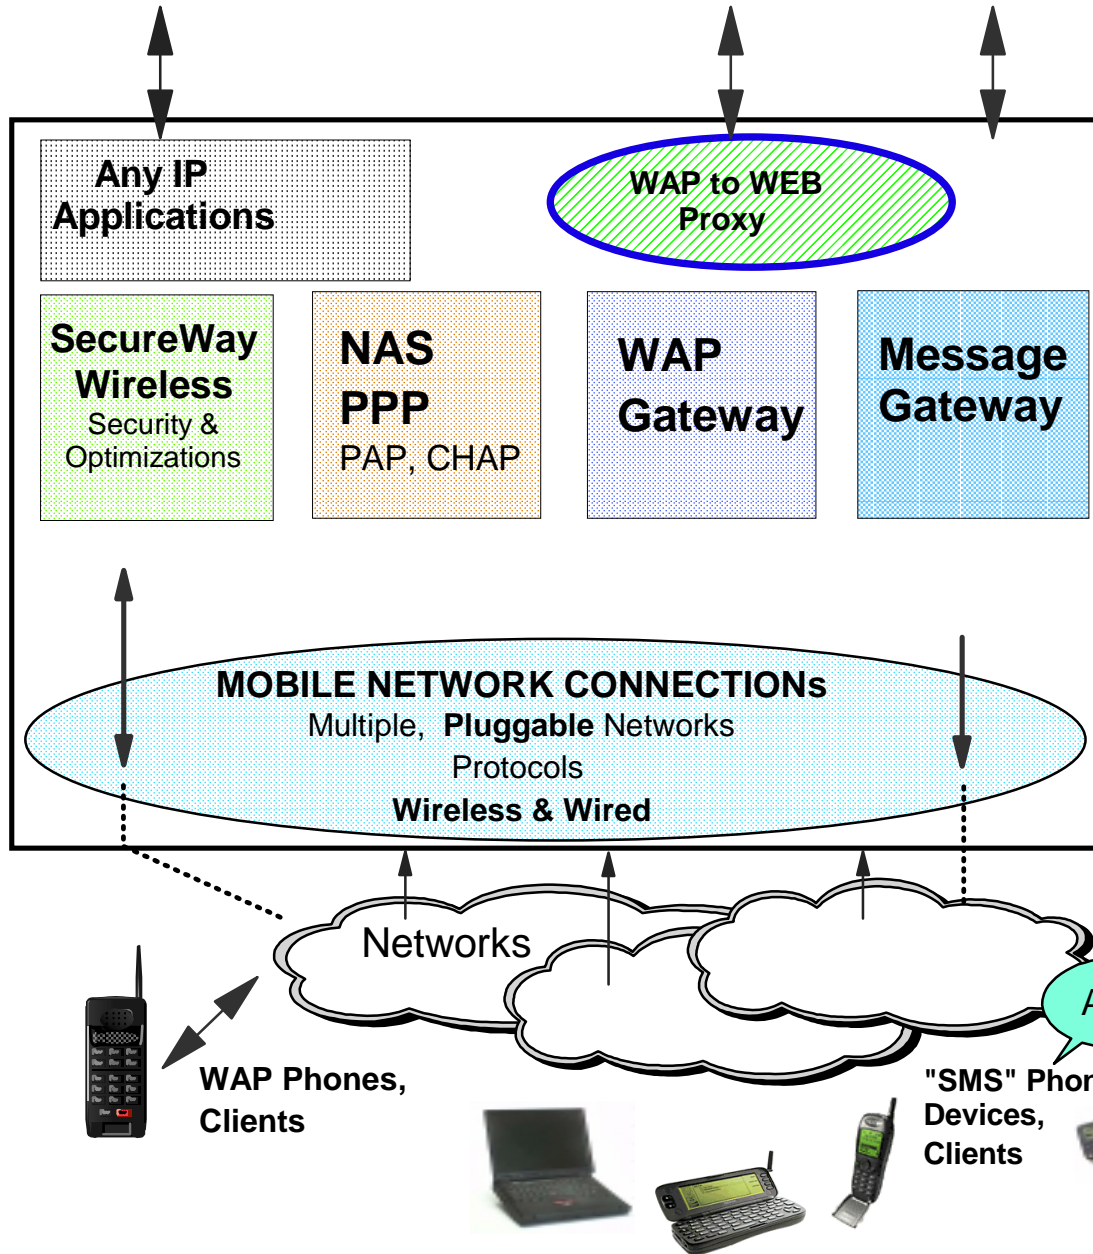 Any IP
Applications
WAP to WEB
Proxy
SecureWay
Wireless
Security &
Optimizations
NAS
PPP
PAP, CHAP
WAP
Gateway
Message
Gateway
MOBILE NETWORK CONNECTIONs
Multiple, Pluggable Networks
Protocols
Wireless & Wired
Networks
WAP Phones,
Clients
"SMS"
Devices,
Clients